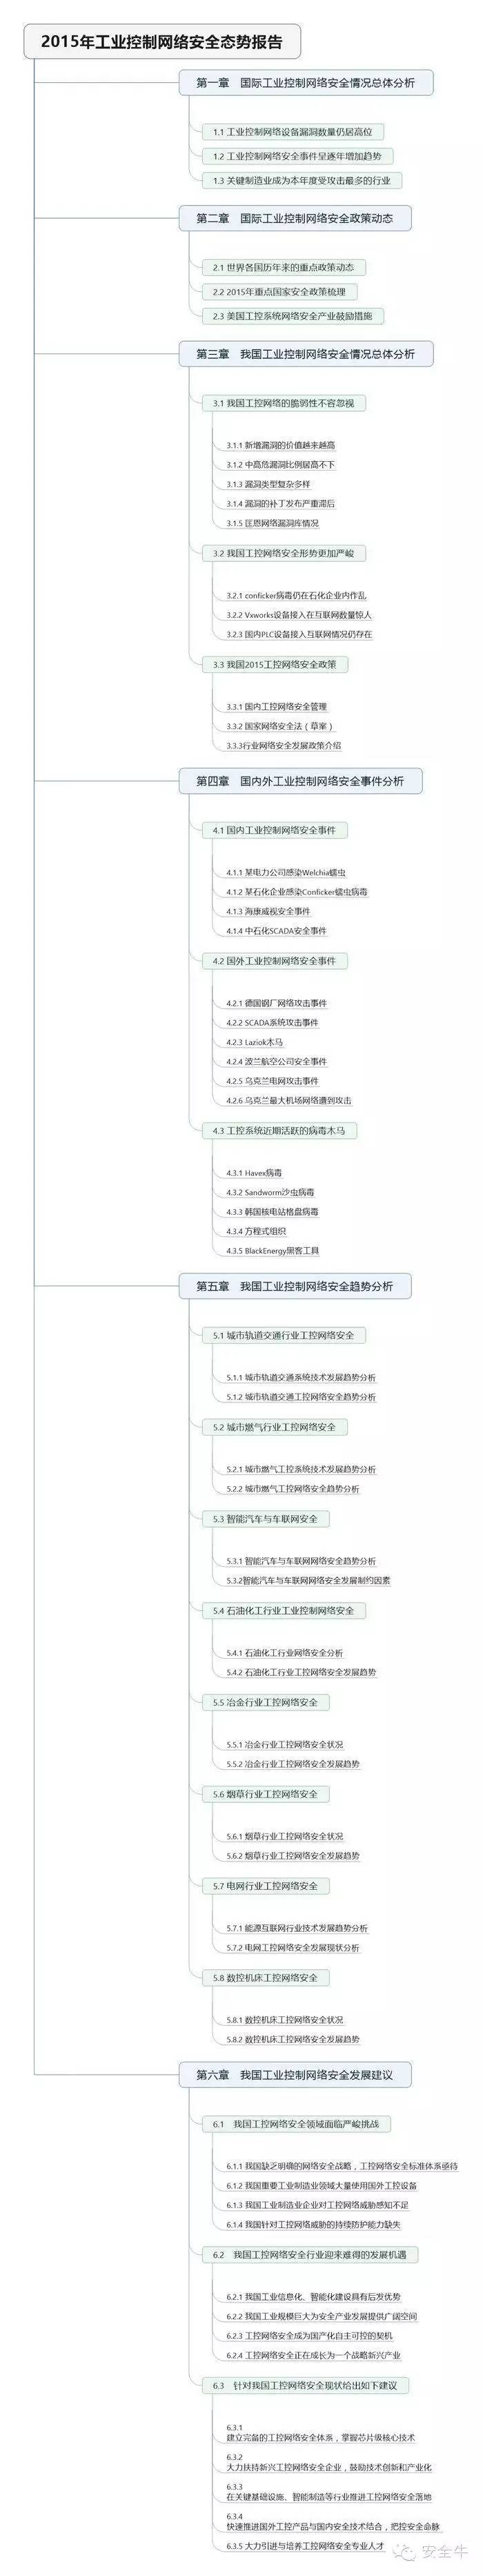 2015年工业控制网络安全态势报告
第一章 国际工业控制网络安全情况总体分析
1.1 工业控制网络设备漏洞数量仍居高位
1.2 工业控制网络安全事件呈逐年增加趋势
1.3 关键制造业成为本年度受攻击最多的行业
第二章 国际工业控制网络安全政策动态
2.1 世界各国历年来的重点政策动态
2.2 2015年重点国家安全政策梳理
2.3 美国工控系统网络安全产业鼓励措施
第三章 我国工业控制网络安全情况总体分析
3.1 我国工控网络的脆弱性不容忽视
3.1.1 新增漏洞的价值越来越高
3.1.2 中高危漏洞比例居高不下
3.1.3 漏洞类型复杂多样
3.1.4 漏洞的补丁发布严重滞后
3.1.5 匡恩网络漏洞库情况
3.2 我国工控网络安全形势更加严峻
3.2.1 conficker病毒仍在石化企业内作乱
3.2.2 Vxworks设备接入在互联网数量惊人
3.2.3 国内PLC设备接入互联网情况仍存在
3.3 我国2015工控网络安全政策
3.3.1 国内工控网络安全管理
3.3.2 国家网络安全法（草案）
3.3.3行业网络安全发展政策介绍
第四章 国内外工业控制网络安全事件分析
4.1 国内工业控制网络安全事件
4.1.1 某电力公司感染Welchia蠕虫
4.1.2 某石化企业感染Conficker蠕虫病毒
4.1.3 海康威视安全事件
4.1.4 中石化SCADA安全事件
4.2 国外工业控制网络安全事件
4.2.1 德国钢厂网络攻击事件
4.2.2 SCADA系统攻击事件
4.2.3 Laziok木马
4.2.4 波兰航空公司安全事件
4.2.5 乌克兰电网攻击事件
4.2.6 乌克兰最大机场网络遭到攻击
4.3 工控系统近期活跃的病毒木马
4.3.1 Havex病毒
4.3.2 Sandworm沙虫病毒
4.3.3 韩国核电站格盘病毒
4.3.4 方程式组织
4.3.5 BlackEnergy黑客工具
第五章 我国工业控制网络安全趋势分析
5.1 城市轨道交通行业工控网络安全
5.1.1 城市轨道交通系统技术发展趋势分析
5.1.2 城市轨道交通工控网络安全趋势分析
5.2 城市燃气行业工控网络安全
5.2.1 城市燃气工控系统技术发展趋势分析
5.2.2 城市燃气工控网络安全趋势分析
5.3 智能汽车与车联网安全
5.3.1 智能汽车与车联网网络安全趋势分析
5.3.2智能汽车与车联网网络安全发展制约因素
5.4 石油化工行业工业控制网络安全
5.4.1 石油化工行业网络安全分析
5.4.2 石油化工行业工控网络安全发展趋势
5.5 冶金行业工控网络安全
5.5.1 冶金行业工控网络安全状况
5.5.2 冶金行业工控网络安全发展趋势
5.6 烟草行业工控网络安全
5.6.1 烟草行业工控网络安全状况
5.6.2 烟草行业工控网络安全发展趋势
5.7 电网行业工控网络安全
5.7.1 能源互联网行业技术发展趋势分析
5.7.2 电网工控网络安全发展现状分析
5.8 数控机床工控网络安全
5.8.1 数控机床工控网络安全状况
5.8.2 数控机床工控网络安全发展趋势
第六章 我国工业控制网络安全发展建议
6.1 我国工控网络安全领域面临严峻挑战
6.1.1 我国缺乏明确的网络安全战略，工控网络安全标准体系亟待
6.1.2 我国重要工业制造业领域大量使用国外工控设备
6.1.3 我国工业制造业企业对工控网络威胁感知不足
6.1.4 我国针对工控网络威胁的持续防护能力缺失
6.2 我国工控网络安全行业迎来难得的发展机遇
6.2.1 我国工业信息化、智能化建设具有后发优势
6.2.2 我国工业规模巨大为安全产业发展提供广阔空间
6.2.3 工控网络安全成为国产化自主可控的契机
6.2.4 工控网络安全正在成长为一个战略新兴产业
6.3 针对我国工控网络安全现状给出如下建议
6.3.1
建立完备的工控网络安全体系，掌握芯片级核心技术
6.3.2
大力扶持新兴工控网络安全企业，鼓励技术创新和产业化
6.3.3
在关键基础设施、智能制造等行业推进工控网络安全落地
6.3.4
快速推进国外工控产品与国内安全技术结合，把控安全命脉
6.3.5 大力引进与培养工控网络安全专业人才
安全牛